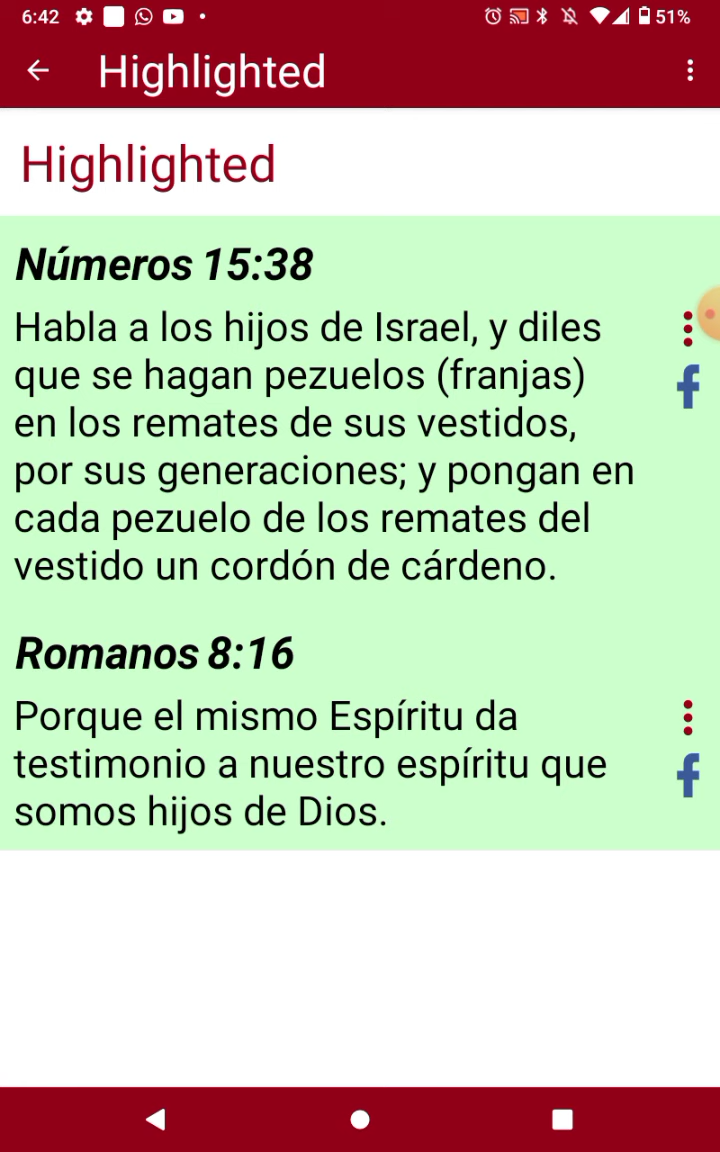 6:42
51%
Highlighted
Highlighted
Números 15:38
Habla a los hijos de Israel, y diles
que se hagan pezuelos (franjas)
en los remates de sus vestidos,
por sus generaciones; y pongan en
cada pezuelo de los remates del
vestido un cordón de cárdeno.
Romanos 8:16
Porque el mismo Espíritu da
testimonio a nuestro espíritu que
somos hijos de Dios.